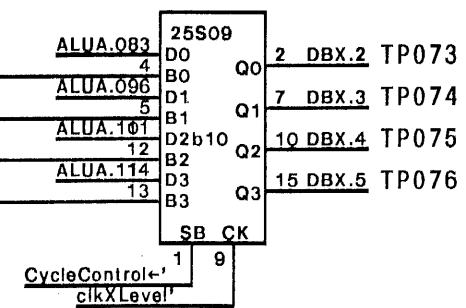 25S09
ALUA.083 D0
Q0 2 DBX.2 TP073
4 B0
ALUA.096 D1
Q1 7 DBX.3 TP074
5 B1
ALUA.101 D2 b10
Q2 10 DBX.4 TP075
12 B2
ALUA.114 D3
Q3 15 DBX.5 TP076
13 B3
SB CK
1 9
CycleControl←'
clkXLevel'